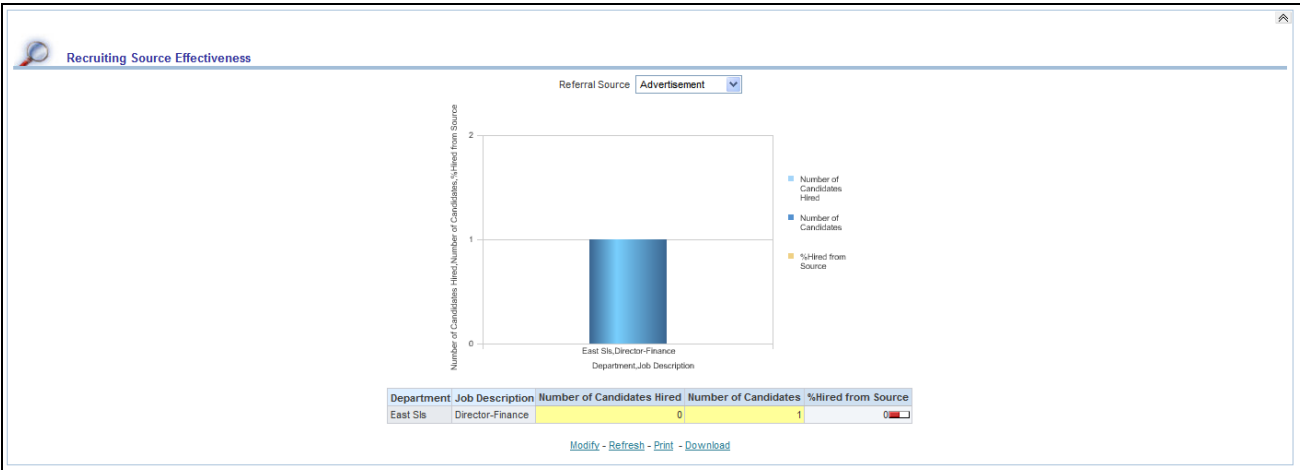 Recruiting Source Effectiveness
Referral Source Advertisement
Number of Candidates Hired,Number of Candidates,%Hired from Source
2
1
0
Number of
Candidates
Hired
Number of
Candidates
%Hired from
Source
East Sls,Director-Finance
Department,Job Description
Department Job Description Number of Candidates Hired Number of Candidates %Hired from Source
East Sls Director-Finance 0 1 0
Modify - Refresh - Print - Download